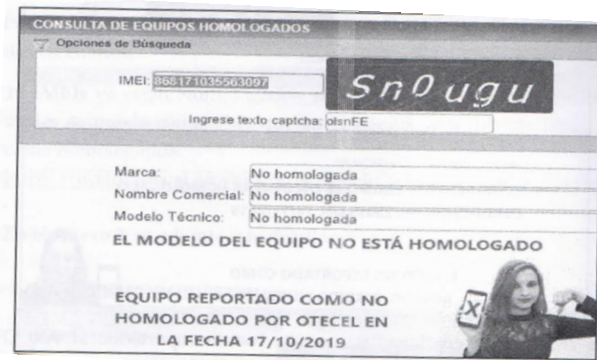 CONSULTA DE EQUIPOS HOMOLOGADOS
Opciones de Búsqueda
IMEI: 868171035563097
Sn0ugu
Ingrese texto captcha: olsnFE
Marca: No homologada
Nombre Comercial: No homologada
Modelo Técnico: No homologada
EL MODELO DEL EQUIPO NO ESTÁ HOMOLOGADO
EQUIPO REPORTADO COMO NO
HOMOLOGADO POR OTECEL EN
LA FECHA 17/10/2019